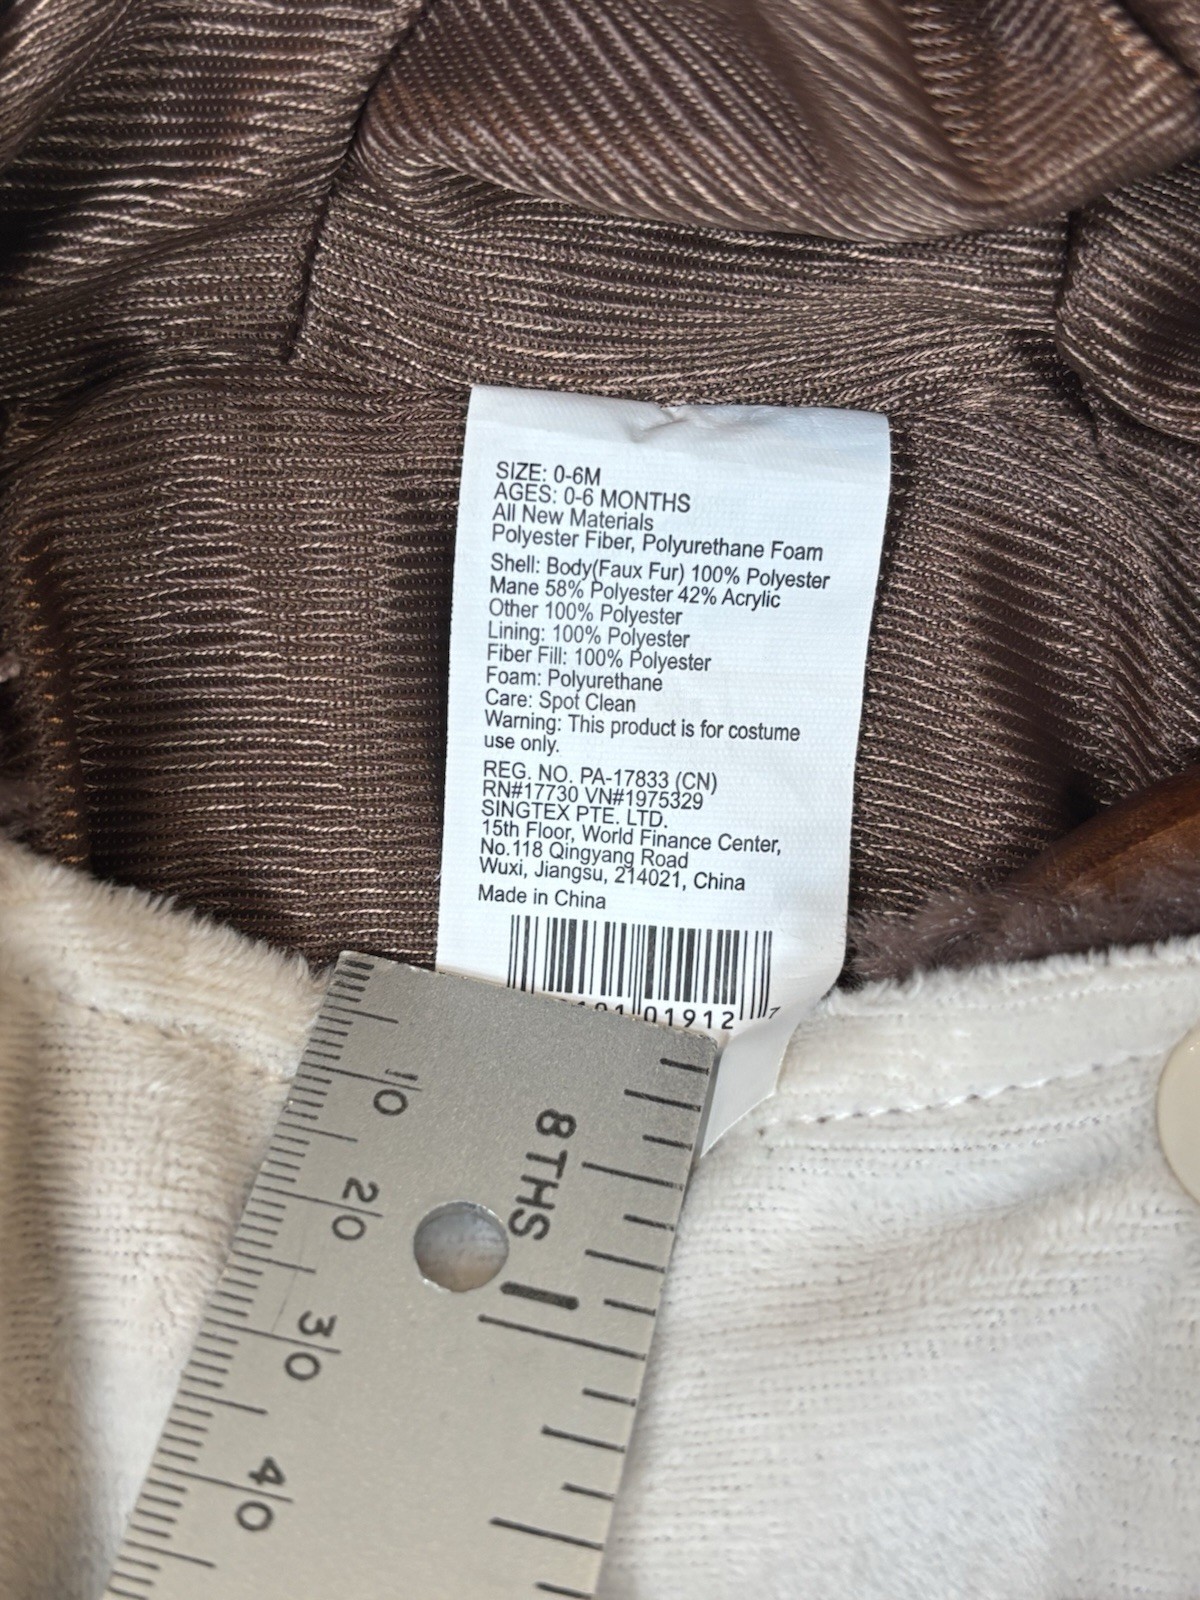 SIZE: 0-6M
AGES: 0-6 MONTHS
All New Materials
Polyester Fiber, Polyurethane Foam
Shell: Body(Faux Fur) 100% Polyester
Mane 58% Polyester 42% Acrylic
Other 100% Polyester
Lining: 100% Polyester
Fiber Fill: 100% Polyester
Foam: Polyurethane
Care: Spot Clean
Warning: This product is for costume
use only.
REG. NO. PA-17833 (CN)
RN#17730 VN#1975329
SINGTEX PTE. LTD.
15th Floor, World Finance Center,
No.118 Qingyang Road
Wuxi, Jiangsu, 214021, China
Made in China
01912 7
10
20
30
40
8THS
1